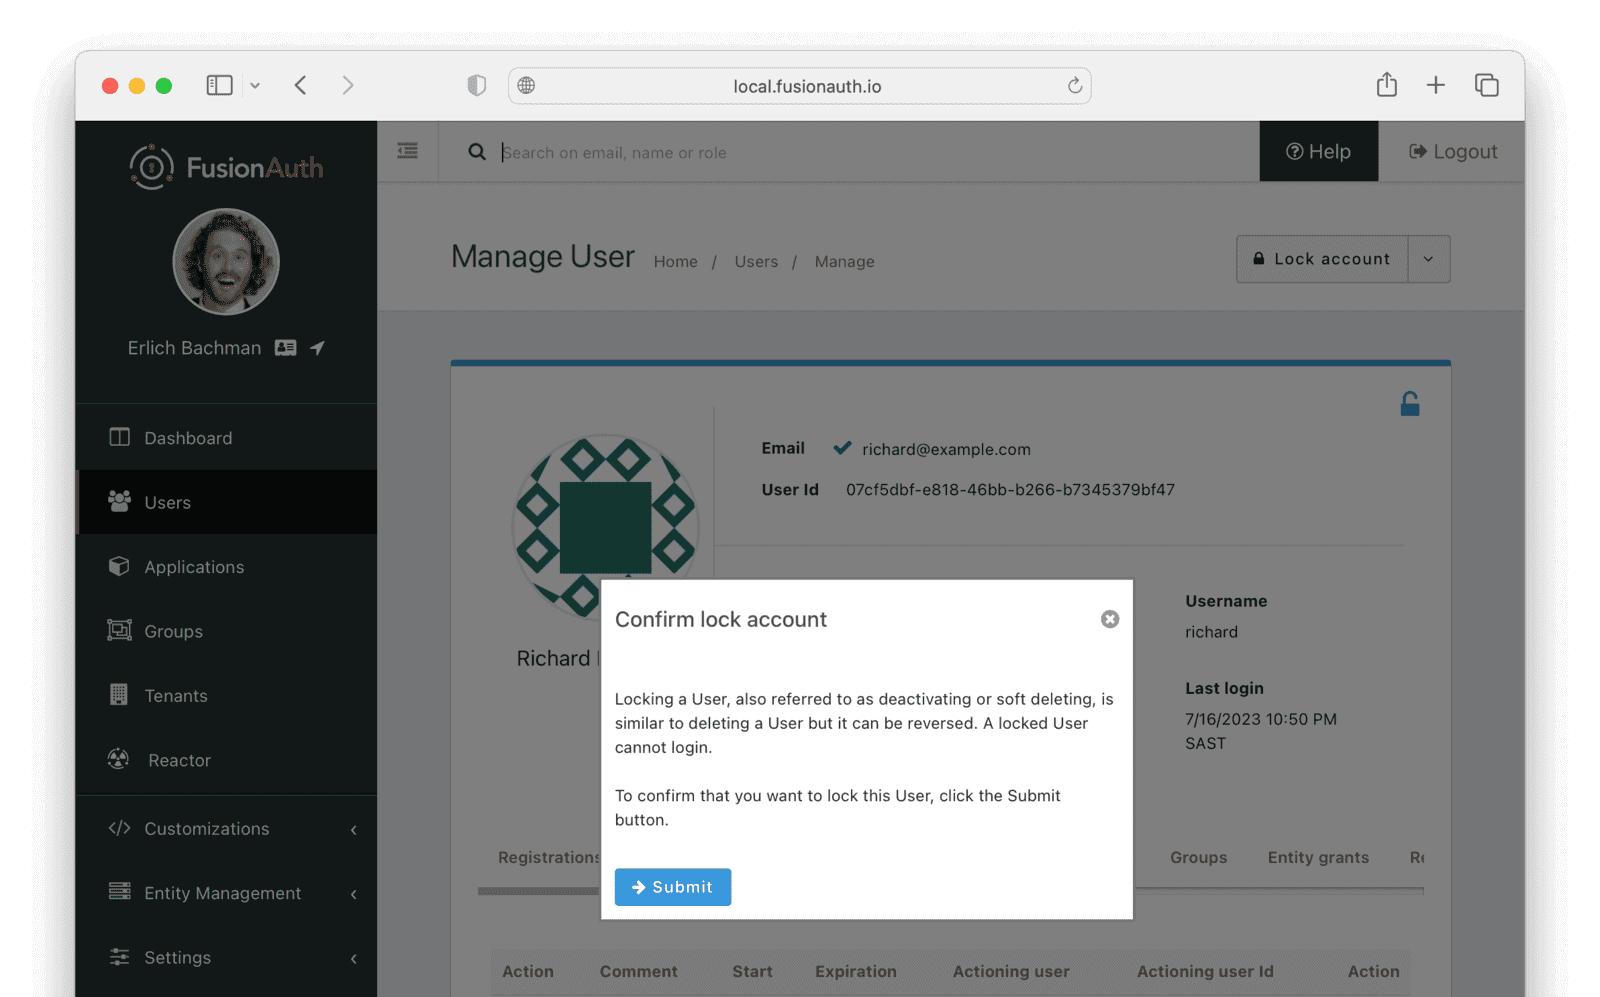 local.fusionauth.io
FusionAuth
Search on email, name or role
Help
Logout
Erlich Bachman
Manage User
Home / Users / Manage
Lock account
Dashboard
Users
Applications
Groups
Tenants
Reactor
Customizations
Entity Management
Settings
Email richard@example.com
User Id 07cf5dbf-e818-46bb-b266-b7345379bf47
Richard
Username
richard
Last login
7/16/2023 10:50 PM
SAST
Confirm lock account
Locking a User, also referred to as deactivating or soft deleting, is
similar to deleting a User but it can be reversed. A locked User
cannot login.
To confirm that you want to lock this User, click the Submit
button.
Submit
Registrations Groups Entity grants
Action Comment Start Expiration Actioning user Actioning user Id Action